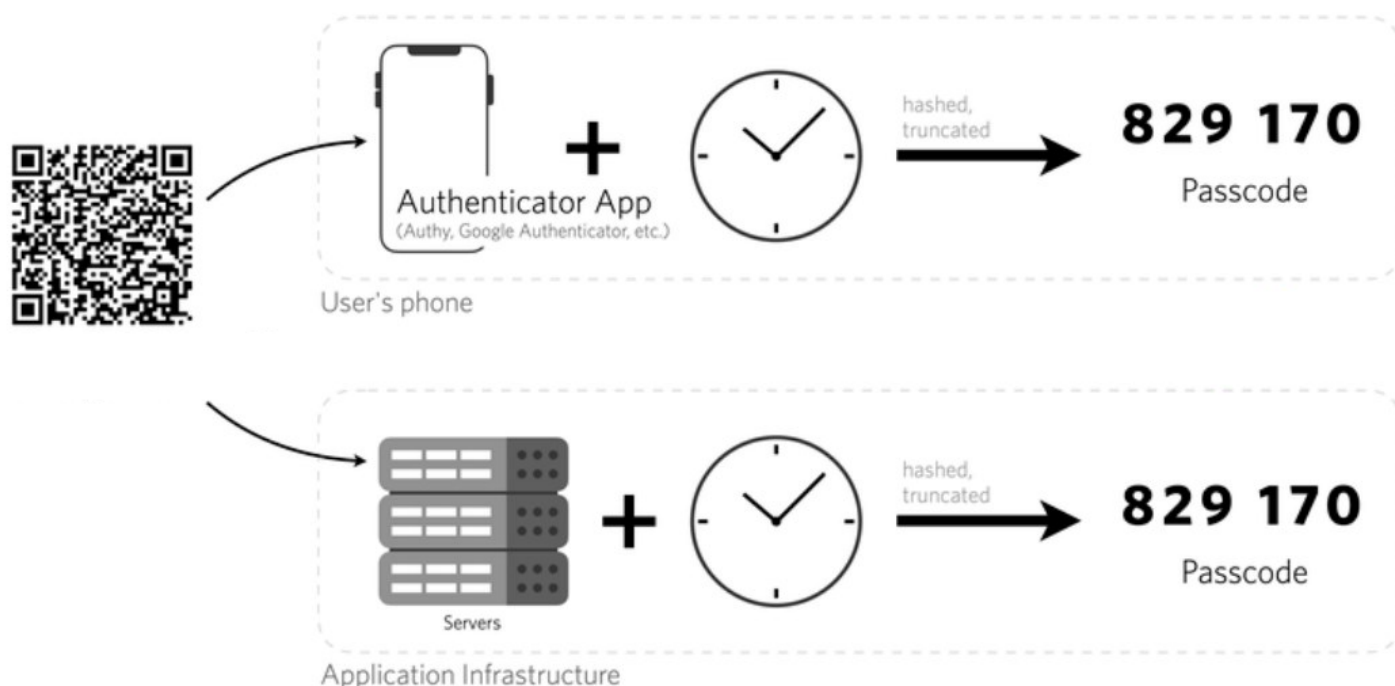 hashed,
truncated
829 170
Passcode
Authenticator App
(Authy, Google Authenticator, etc.)
User's phone
hashed,
truncated
829 170
Passcode
Servers
Application Infrastructure